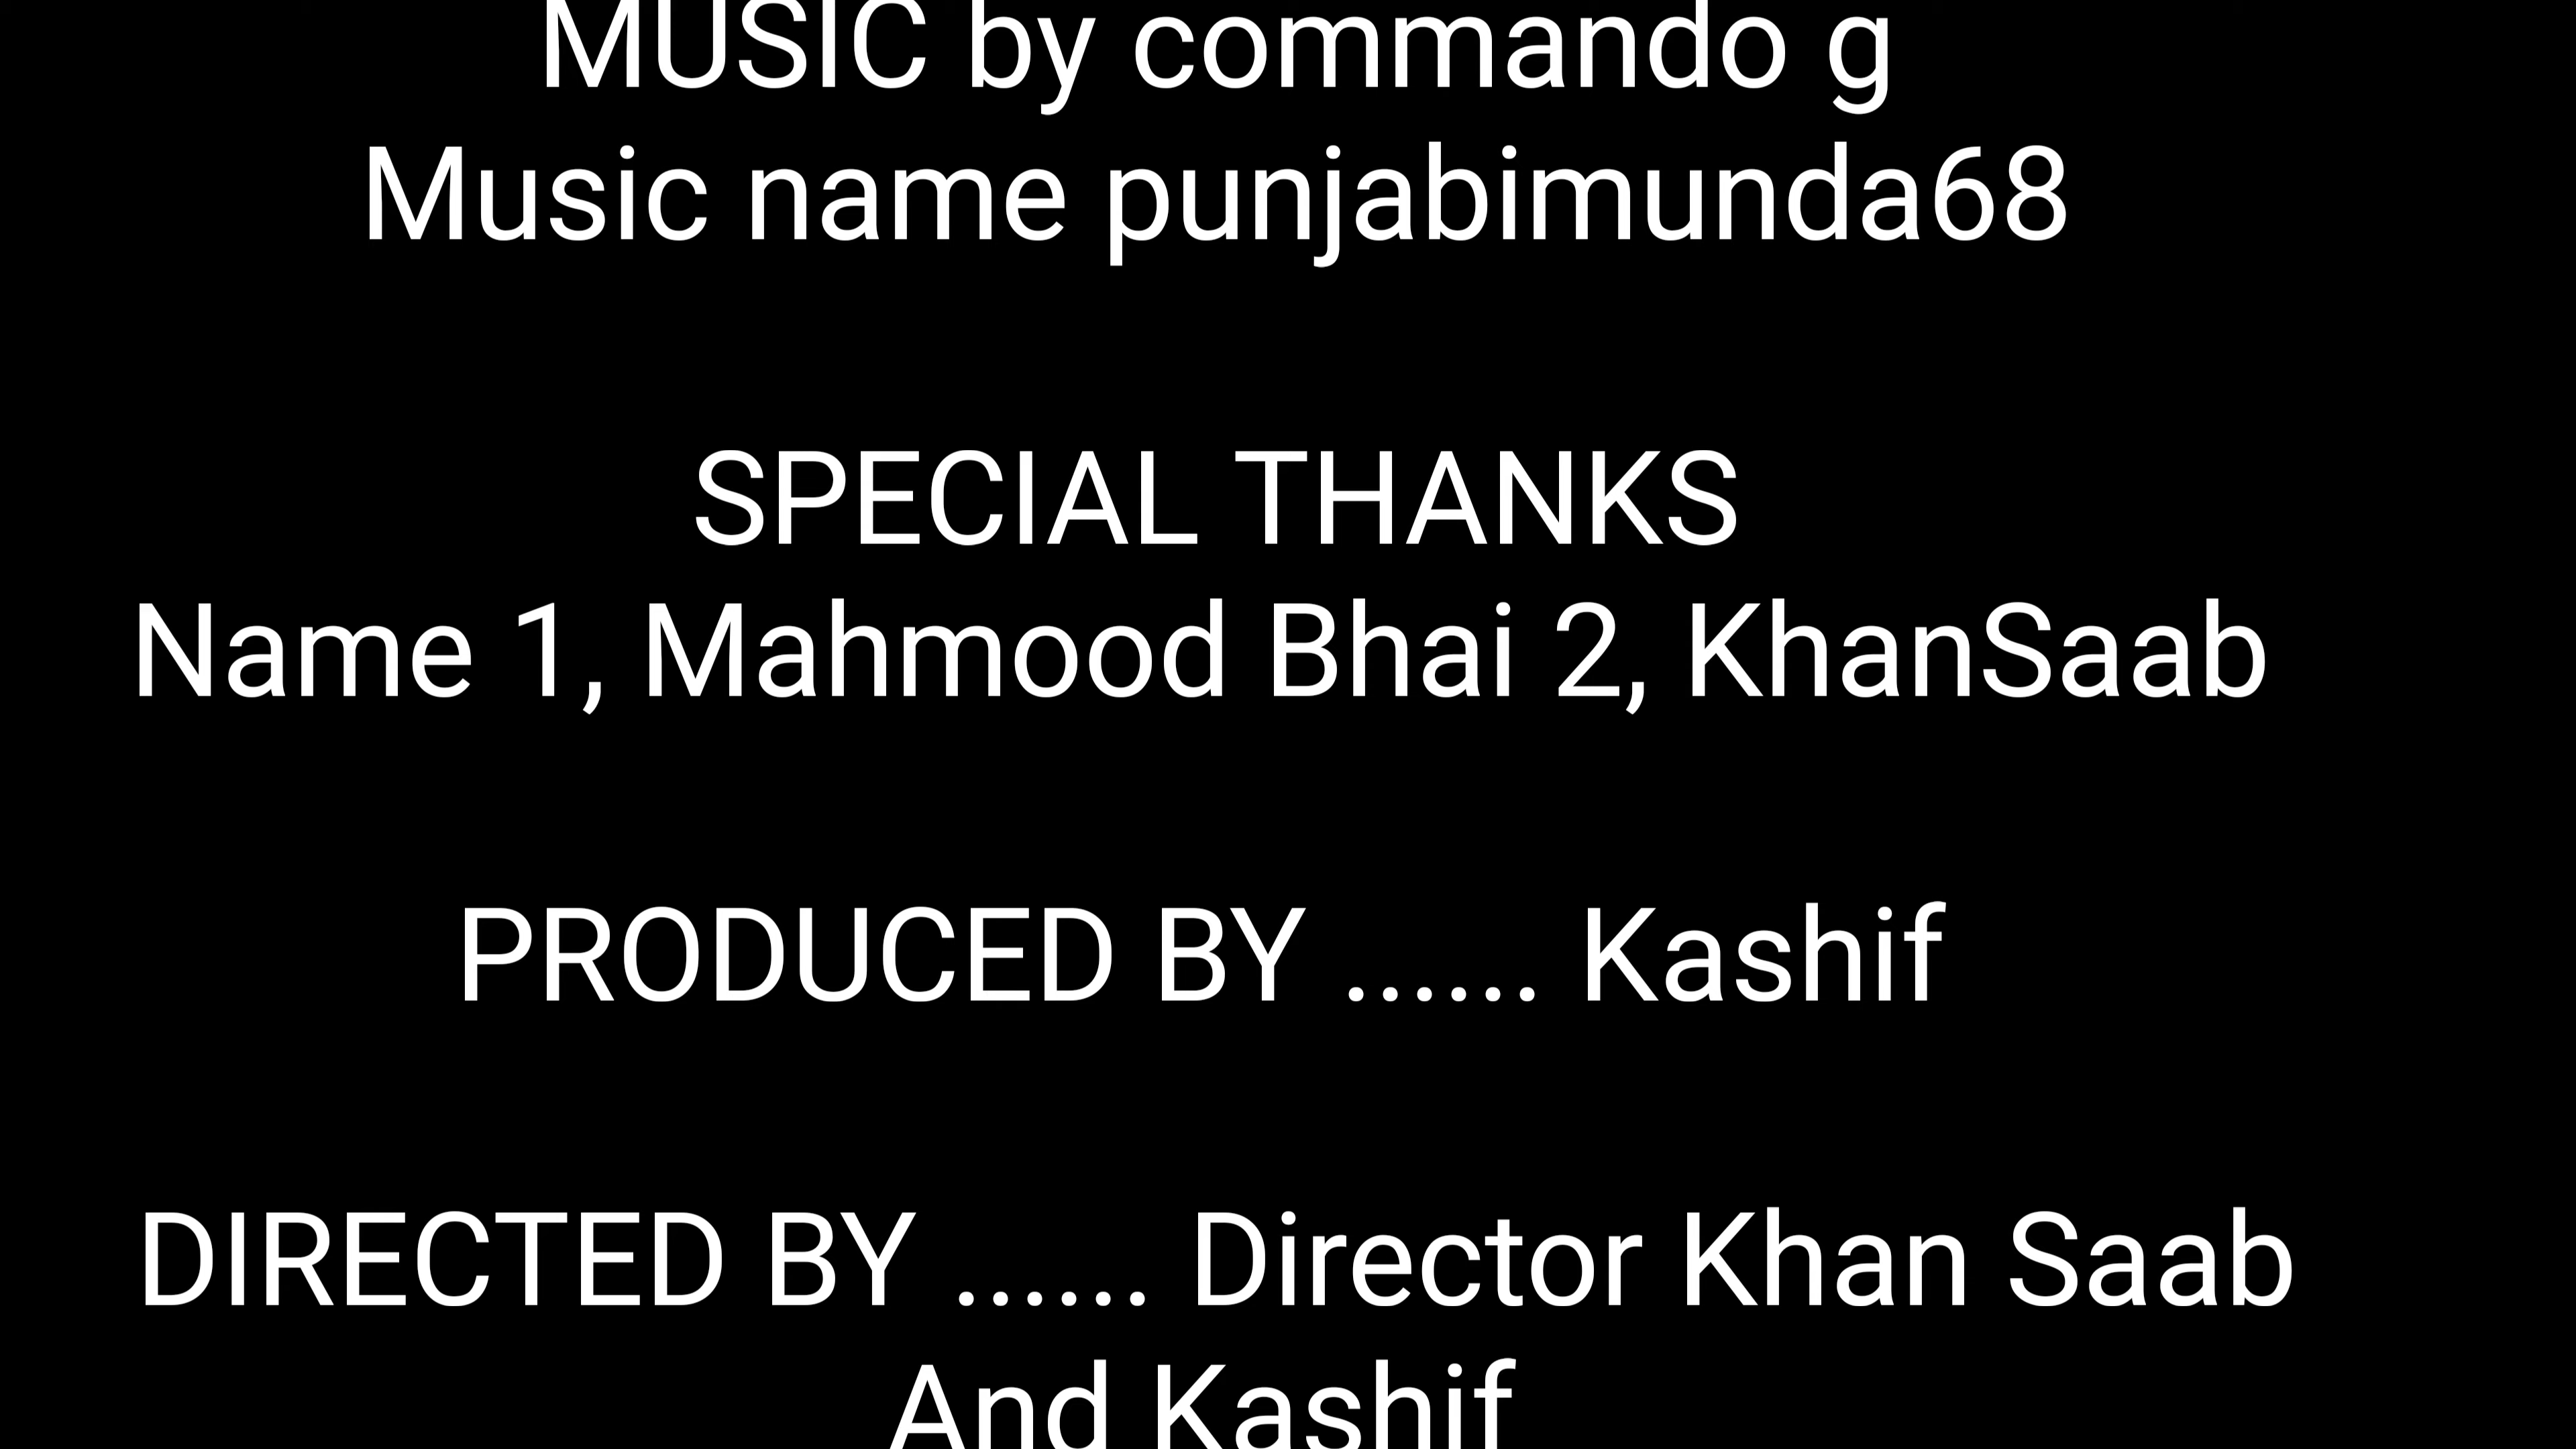 MUSIC by commando g
Music name punjabimunda68
SPECIAL THANKS
Name 1, Mahmood Bhai 2, KhanSaab
PRODUCED BY ...... Kashif
DIRECTED BY ...... Director Khan Saab
And Kashif